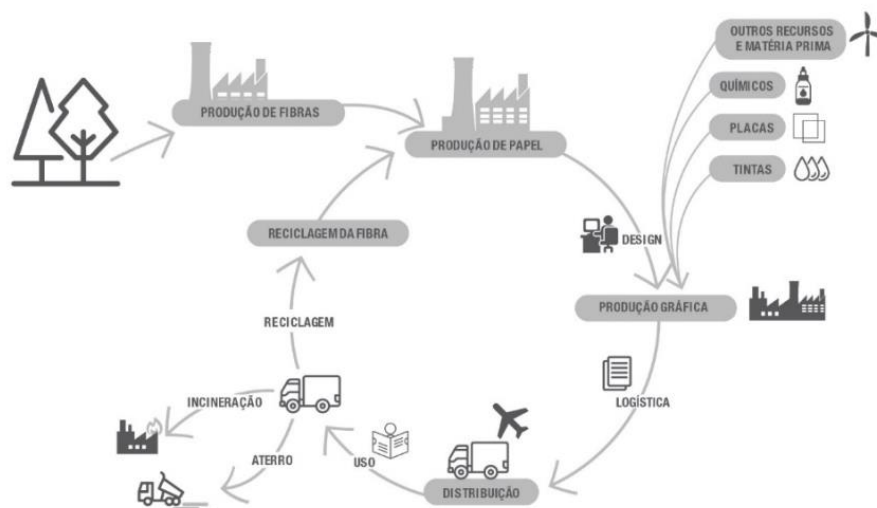 OUTROS RECURSOS
E MATÉRIA PRIMA
QUÍMICOS
PLACAS
TINTAS
PRODUÇÃO DE FIBRAS
PRODUÇÃO DE PAPEL
RECICLAGEM DA FIBRA
DESIGN
PRODUÇÃO GRÁFICA
RECICLAGEM
LOGÍSTICA
INCINERAÇÃO
ATERRO
USO
DISTRIBUIÇÃO